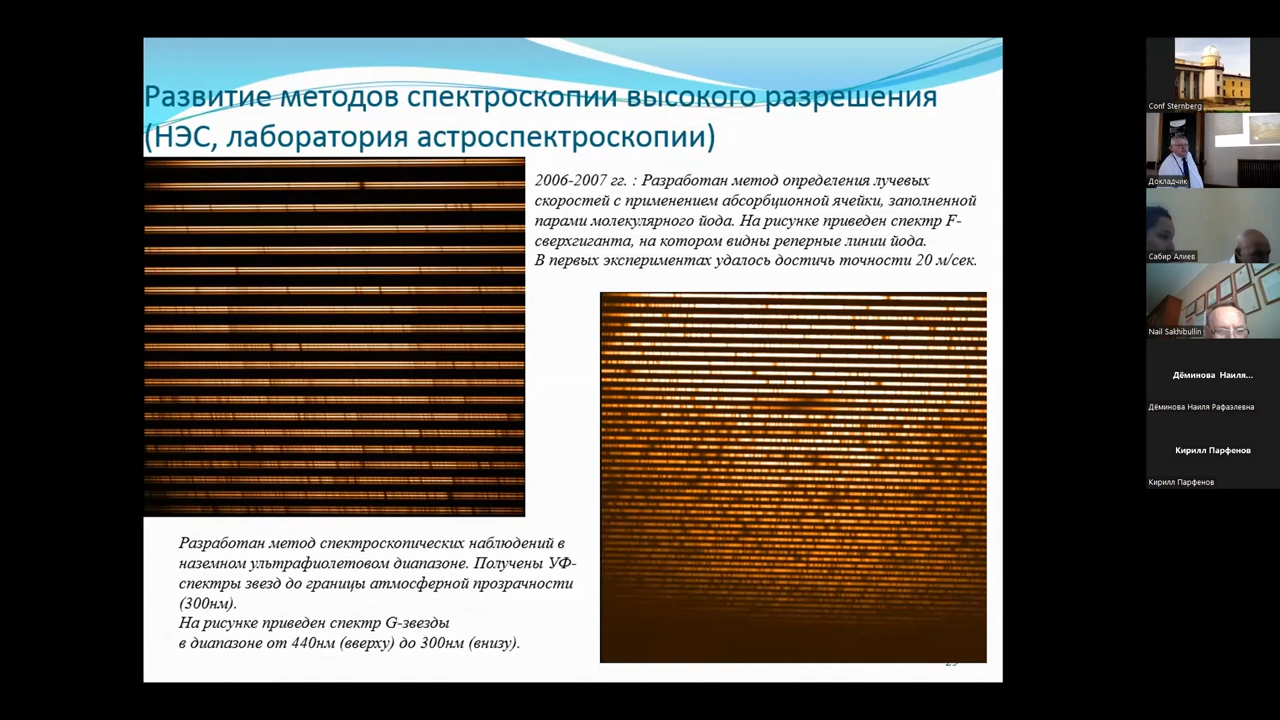 Развитие методов спектроскопии высокого разрешения
(НЭС, лаборатория астроспектроскопии)
2006-2007 гг. : Разработан метод определения лучевых
скоростей с применением абсорбционной ячейки, заполненной
парами молекулярного йода. На рисунке приведен спектр F-
сверхгиганта, на котором видны реперные линии йода.
В первых экспериментах удалось достичь точности 20 м/сек.
Разработан метод спектроскопических наблюдений в
наземном ультрафиолетовом диапазоне. Получены УФ-
спектры звезд до границы атмосферной прозрачности
(300нм).
На рисунке приведен спектр G-звезды
в диапазоне от 440нм (вверху) до 300нм (внизу).
Conf Sternberg
Докладчик
Сабир Алиев
Nail Sakhibullin
Дёминова Наиля...
Дёминова Наиля Рафаэлевна
Кирилл Парфенов
Кирилл Парфенов